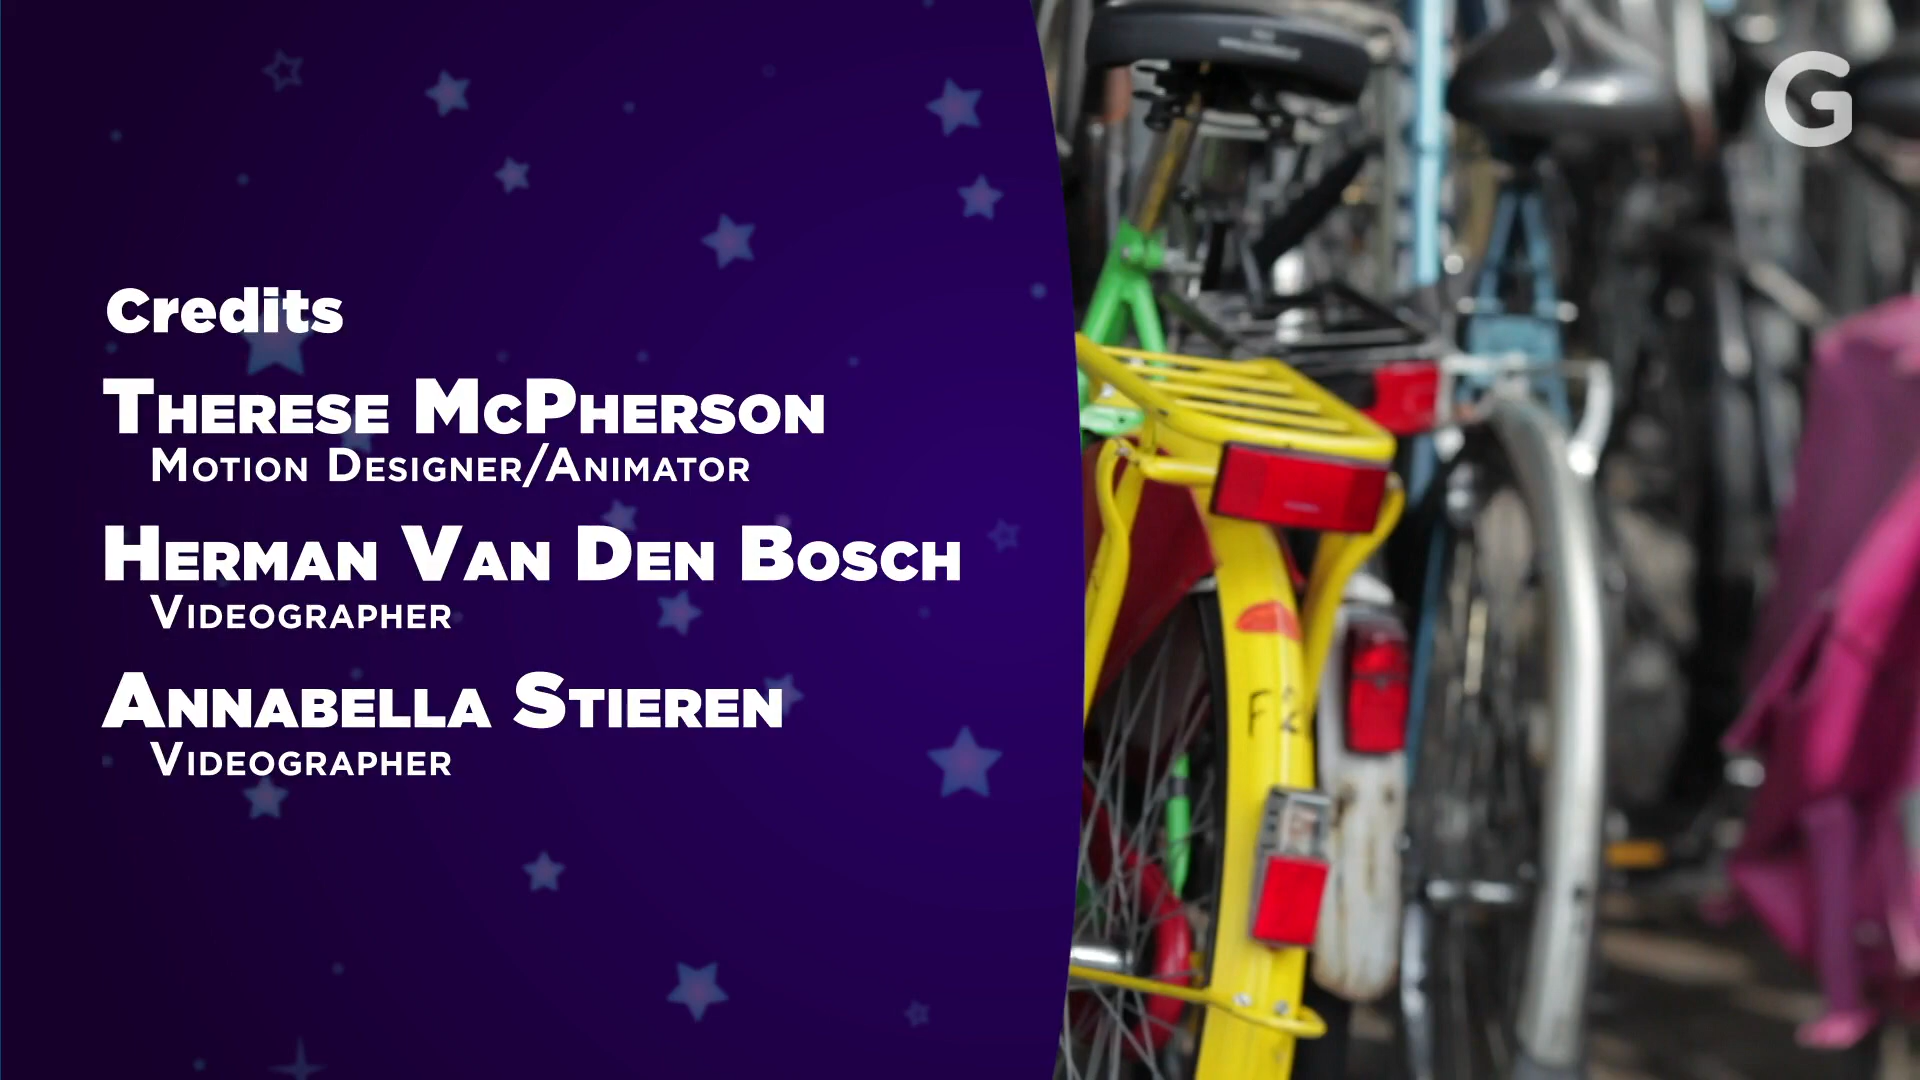 G
Credits
THERESE MCPHERSON
MOTION DESIGNER/ANIMATOR
HERMAN VAN DEN BOSCH
VIDEOGRAPHER
ANNABELLA STIEREN
VIDEOGRAPHER